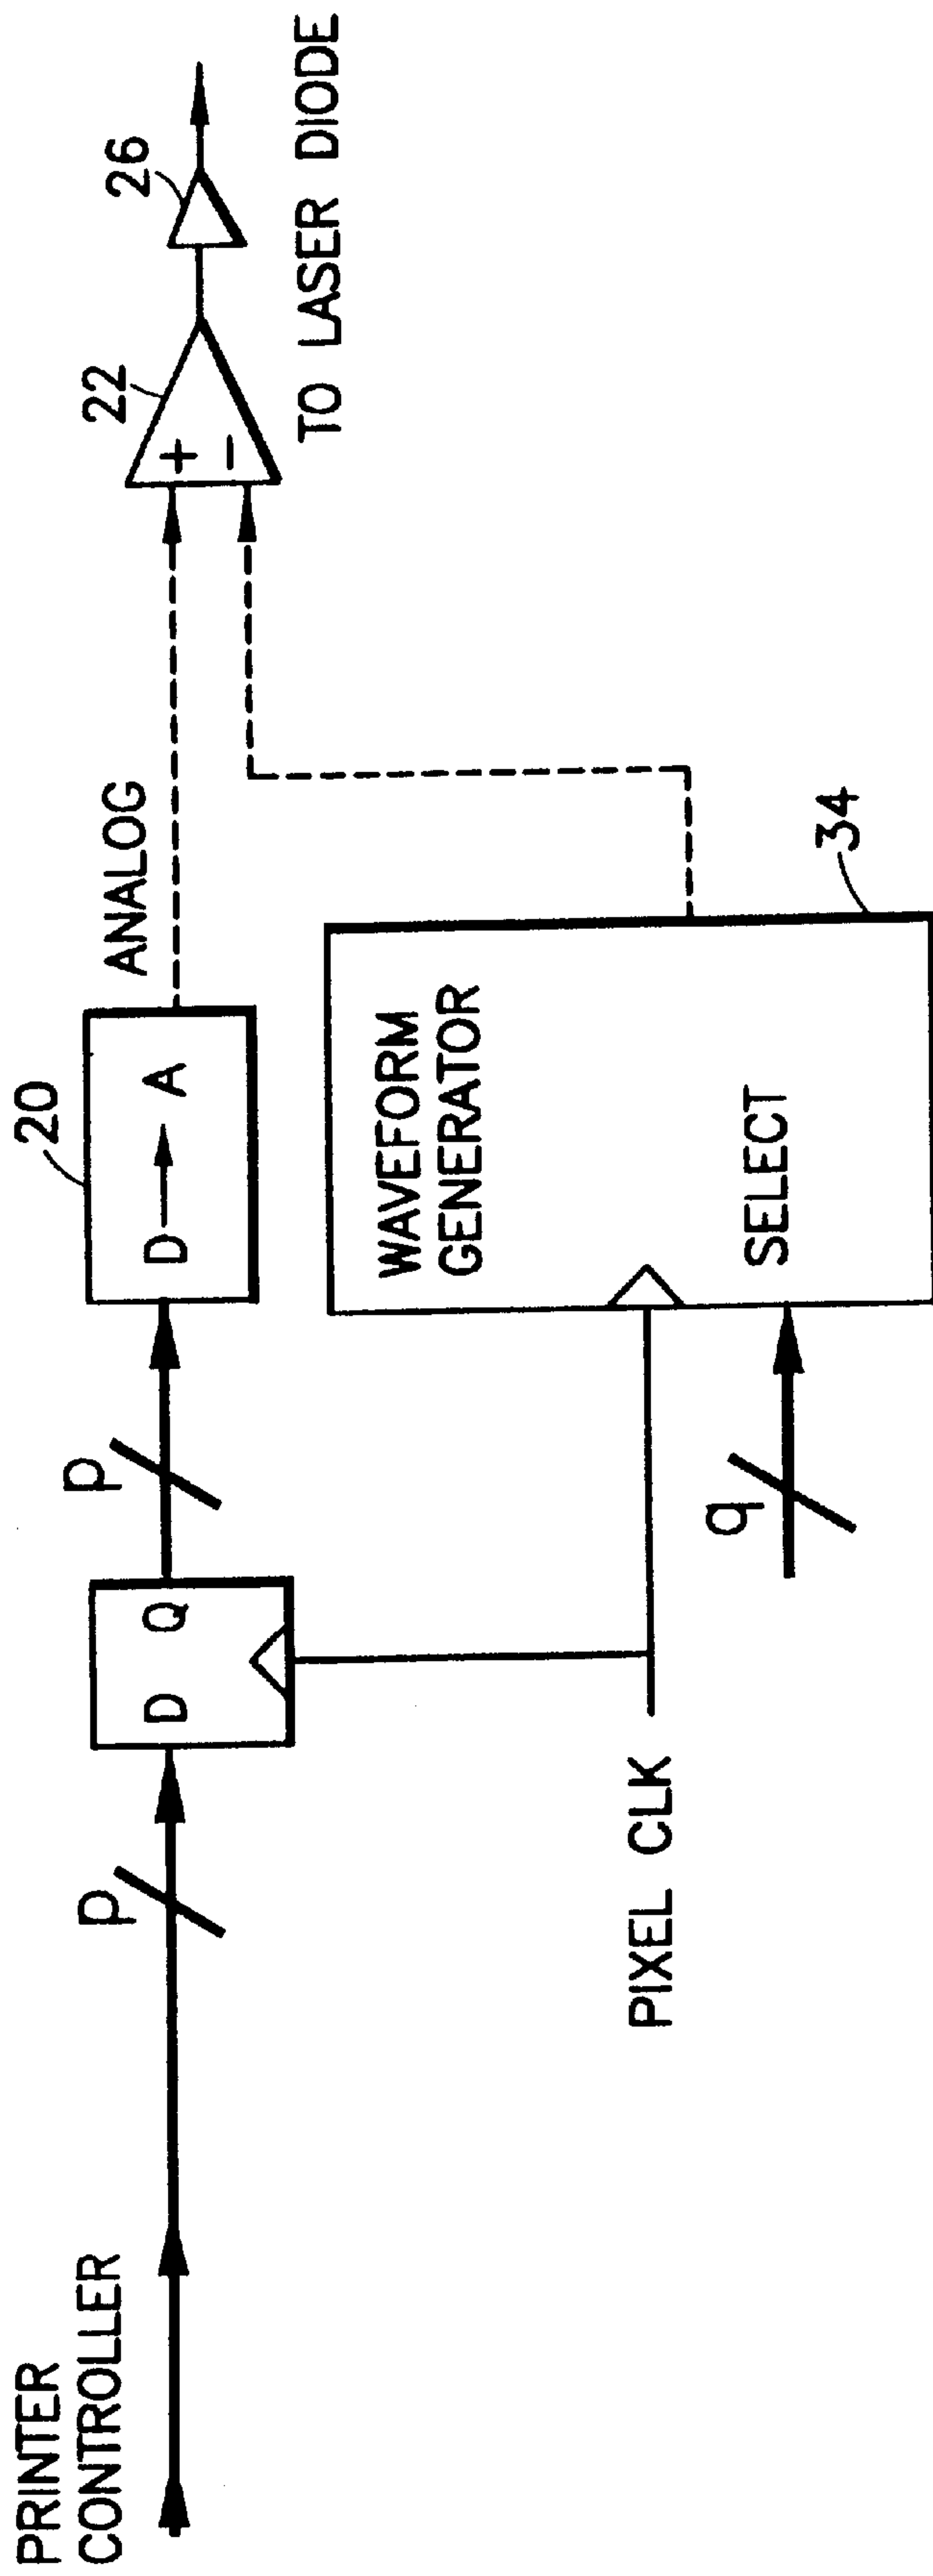 PRINTER
CONTROLLER
p
D Q
p
20
D A
ANALOG
22
+
−
26
TO LASER DIODE
PIXEL CLK
q
WAVEFORM
GENERATOR
SELECT
34